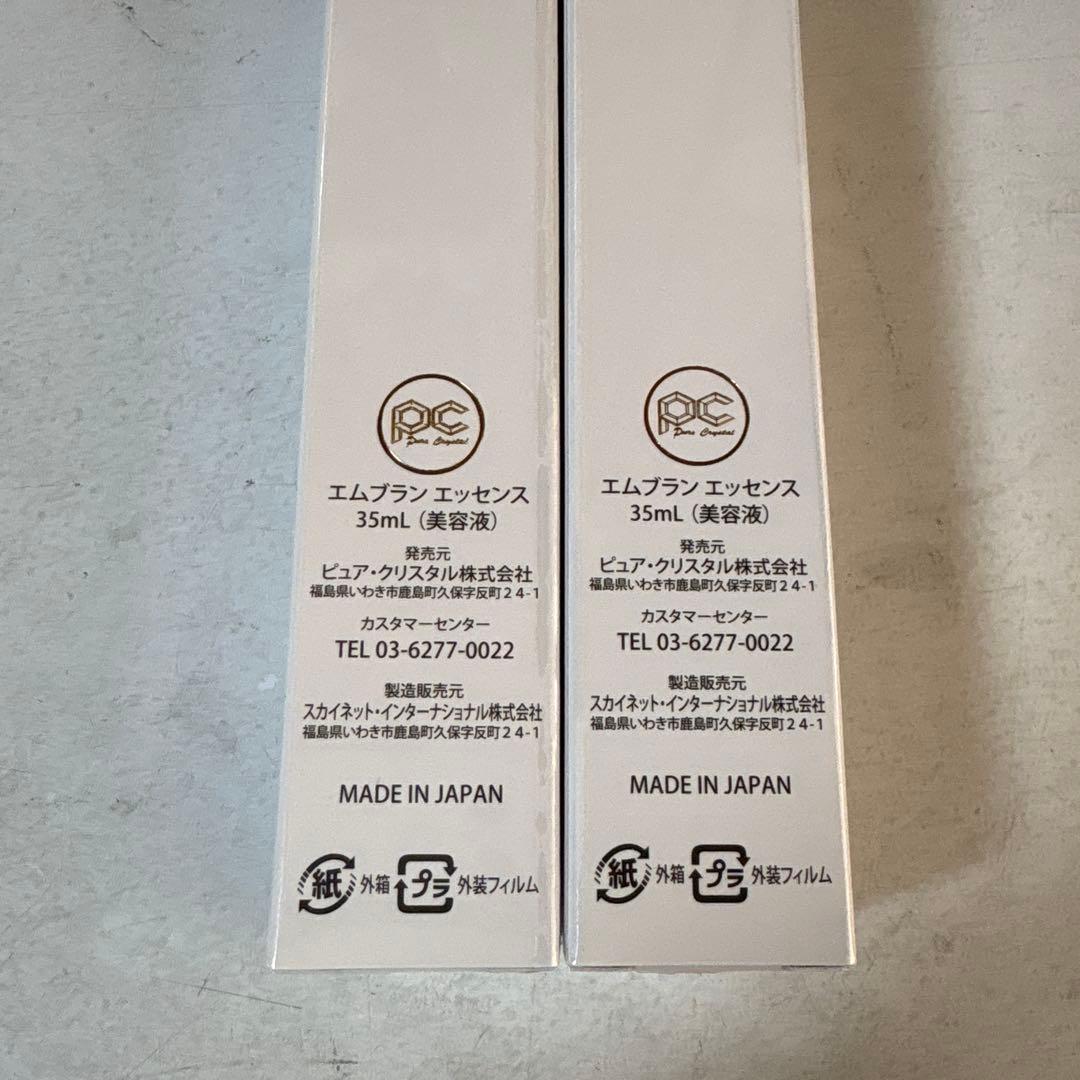 PC
Pure Crystal
エムブラン エッセンス
35mL（美容液）
発売元
ピュア・クリスタル株式会社
福島県いわき市鹿島町久保字反町２４-１
カスタマーセンター
TEL 03-6277-0022
製造販売元
スカイネット・インターナショナル株式会社
福島県いわき市鹿島町久保字反町２４-１
MADE IN JAPAN
紙 外箱 プラ 外装フィルム
PC
Pure Crystal
エムブラン エッセンス
35mL（美容液）
発売元
ピュア・クリスタル株式会社
福島県いわき市鹿島町久保字反町２４-１
カスタマーセンター
TEL 03-6277-0022
製造販売元
スカイネット・インターナショナル株式会社
福島県いわき市鹿島町久保字反町２４-１
MADE IN JAPAN
紙 外箱 プラ 外装フィルム